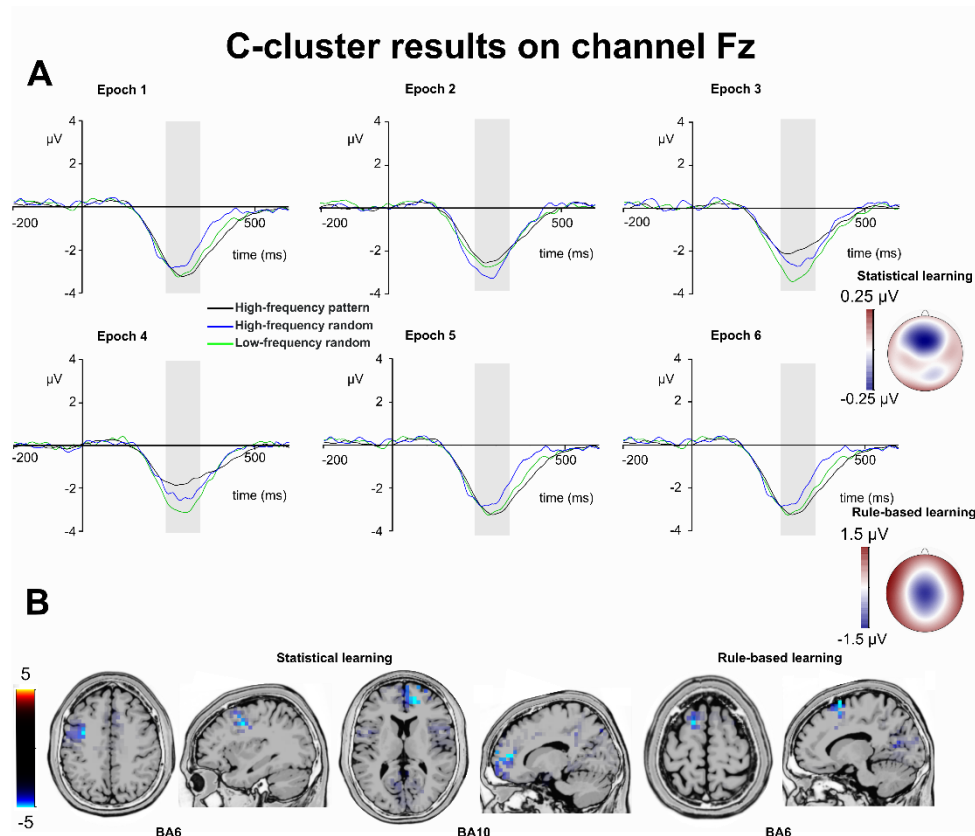 C-cluster results on channel Fz
A
Epoch 1
Epoch 2
Epoch 3
4
µV
2
-200
500
-2
time (ms)
-4
4
µV
2
-200
500
-2
time (ms)
-4
4
µV
2
-200
500
-2
time (ms)
-4
High-frequency pattern
High-frequency random
Low-frequency random
Statistical learning
0.25 µV
-0.25 µV
Epoch 4
Epoch 5
Epoch 6
4
µV
2
-200
500
-2
time (ms)
-4
4
µV
2
-200
500
-2
time (ms)
-4
4
µV
2
-200
500
-2
time (ms)
-4
Rule-based learning
1.5 µV
-1.5 µV
B
Statistical learning
Rule-based learning
5
-5
BA6
BA10
BA6